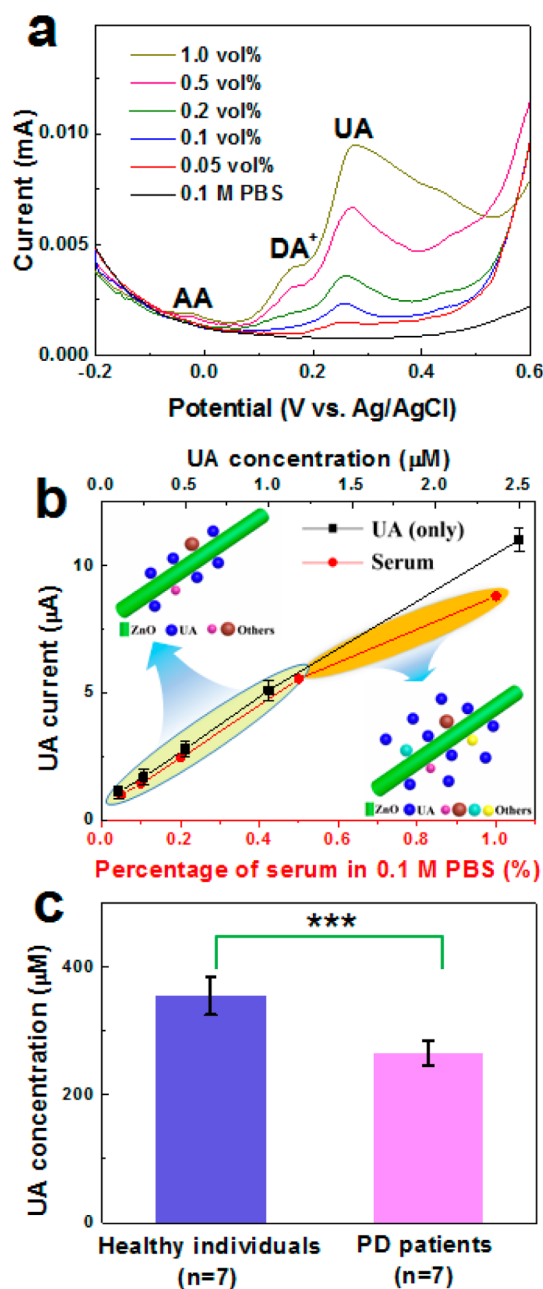 a
1.0 vol%
0.5 vol%
0.2 vol%
0.1 vol%
0.05 vol%
0.1 M PBS
UA
DA+
AA
0.010
0.005
0.000
Current (mA)
-0.2 0.0 0.2 0.4 0.6
Potential (V vs. Ag/AgCl)
UA concentration (μM)
0.0 0.5 1.0 1.5 2.0 2.5
b
UA (only)
Serum
ZnO UA Others
10
5
0
UA current (μA)
ZnO UA Others
0.0 0.2 0.4 0.6 0.8 1.0
Percentage of serum in 0.1 M PBS (%)
c
***
400
200
0
UA concentration (μM)
Healthy individuals
(n=7)
PD patients
(n=7)